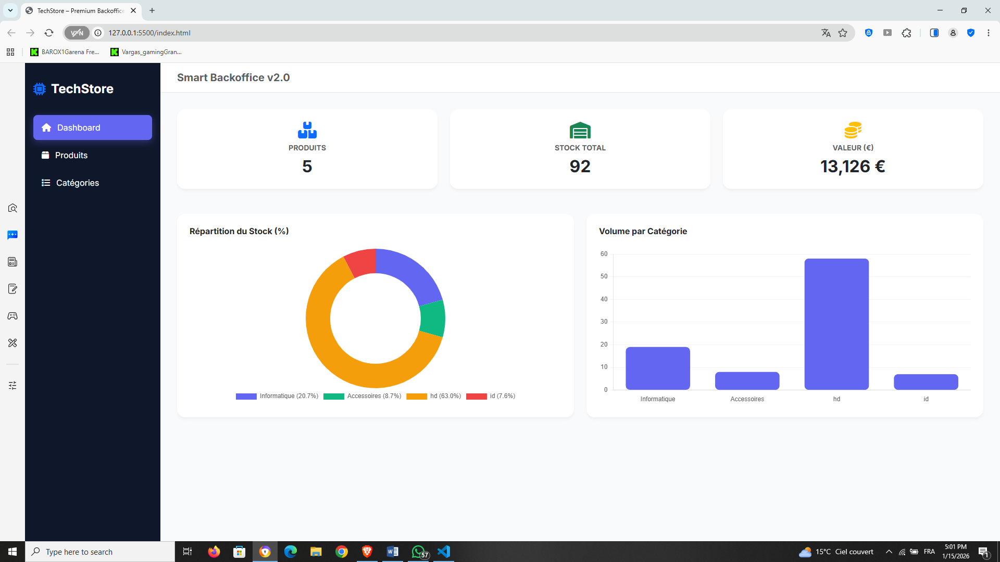 TechStore – Premium Backoffice
VPN
127.0.0.1:5500/index.html
BAROX1Garena Fre...
Vargas_gamingGran...
TechStore
Dashboard
Produits
Catégories
Smart Backoffice v2.0
PRODUITS
5
STOCK TOTAL
92
VALEUR (€)
13,126 €
Répartition du Stock (%)
Informatique (20.7%) Accessoires (8.7%) hd (63.0%) id (7.6%)
Volume par Catégorie
60
50
40
30
20
10
0
Informatique Accessoires hd id
Type here to search
57
15°C Ciel couvert
FRA
5:01 PM
1/15/2026
1